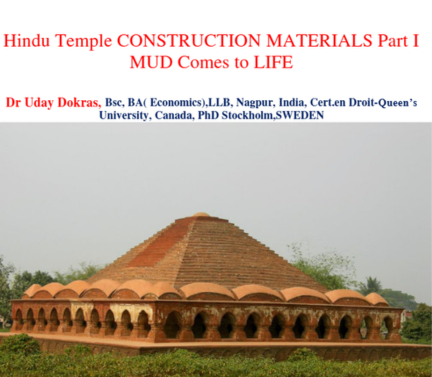 Hindu Temple CONSTRUCTION MATERIALS Part I
MUD Comes to LIFE
Dr Uday Dokras, Bsc, BA( Economics),LLB, Nagpur, India, Cert.en Droit-Queen's
University, Canada, PhD Stockholm,SWEDEN